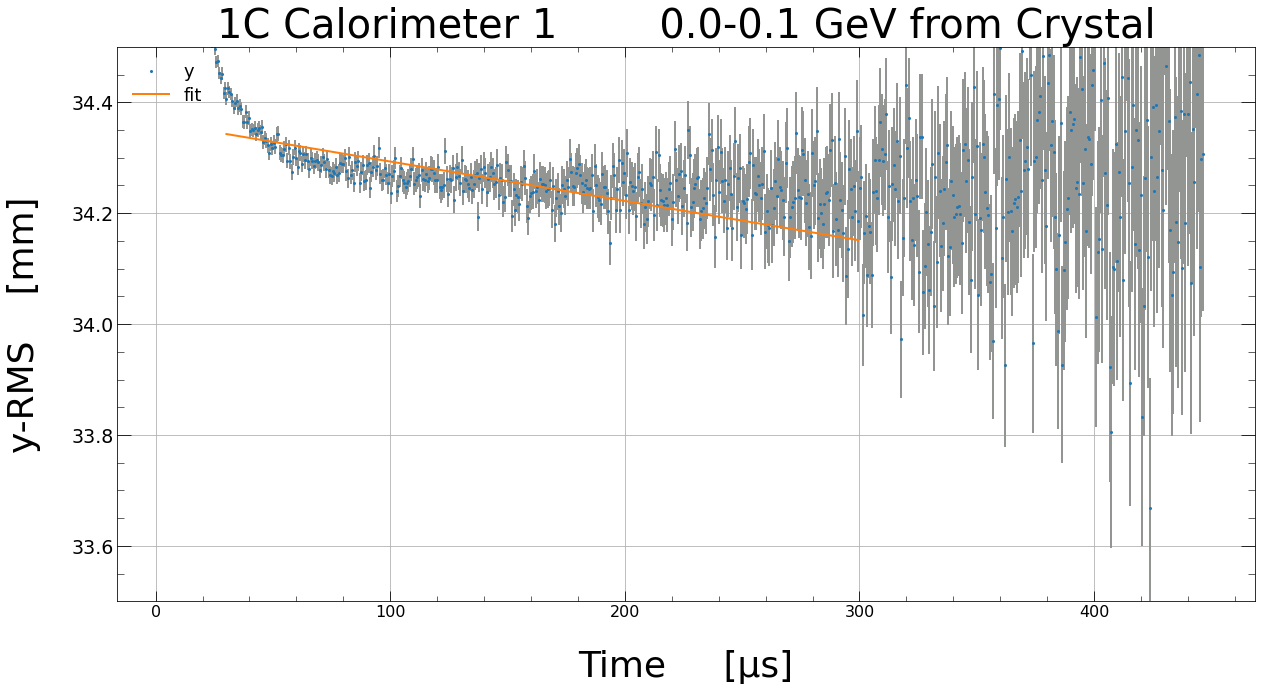 1C Calorimeter 1 0.0-0.1 GeV from Crystal
y
fit
34.4
34.2
34.0
33.8
33.6
y-RMS [mm]
0 100 200 300 400
Time [μs]